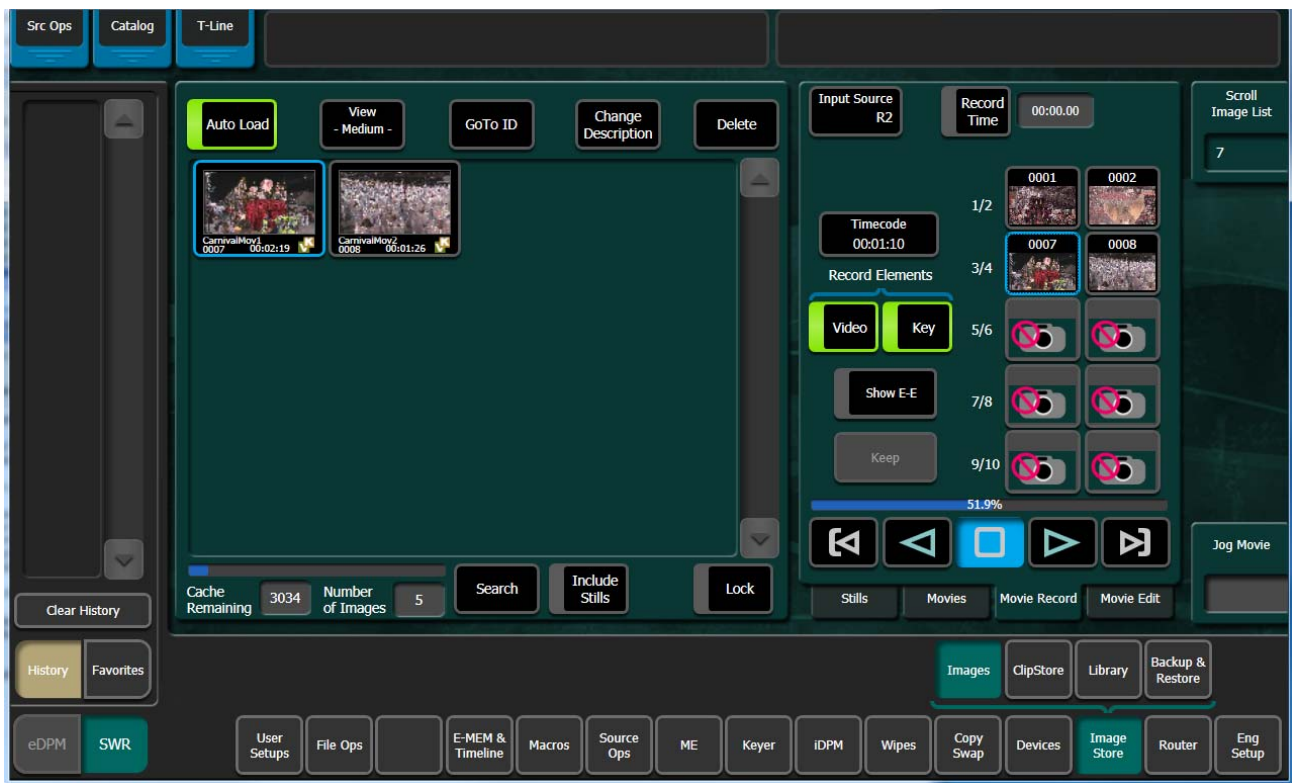 Src Ops
Catalog
T-Line
Auto Load
View
- Medium -
GoTo ID
Change
Description
Delete
Input Source
R2
Record
Time
00:00.00
Scroll
Image List
7
CarnivalMov1
0007 00:02:19
CarnivalMov2
0008 00:01:26
Timecode
00:01:10
Record Elements
Video
Key
Show E-E
Keep
1/2
0001
0002
3/4
0007
0008
5/6
7/8
9/10
51.9%
Jog Movie
Cache
Remaining
3034
Number
of Images
5
Search
Include
Stills
Lock
Stills
Movies
Movie Record
Movie Edit
Clear History
History
Favorites
Images
ClipStore
Library
Backup &
Restore
eDPM
SWR
User
Setups
File Ops
E-MEM &
Timeline
Macros
Source
Ops
ME
Keyer
iDPM
Wipes
Copy
Swap
Devices
Image
Store
Router
Eng
Setup